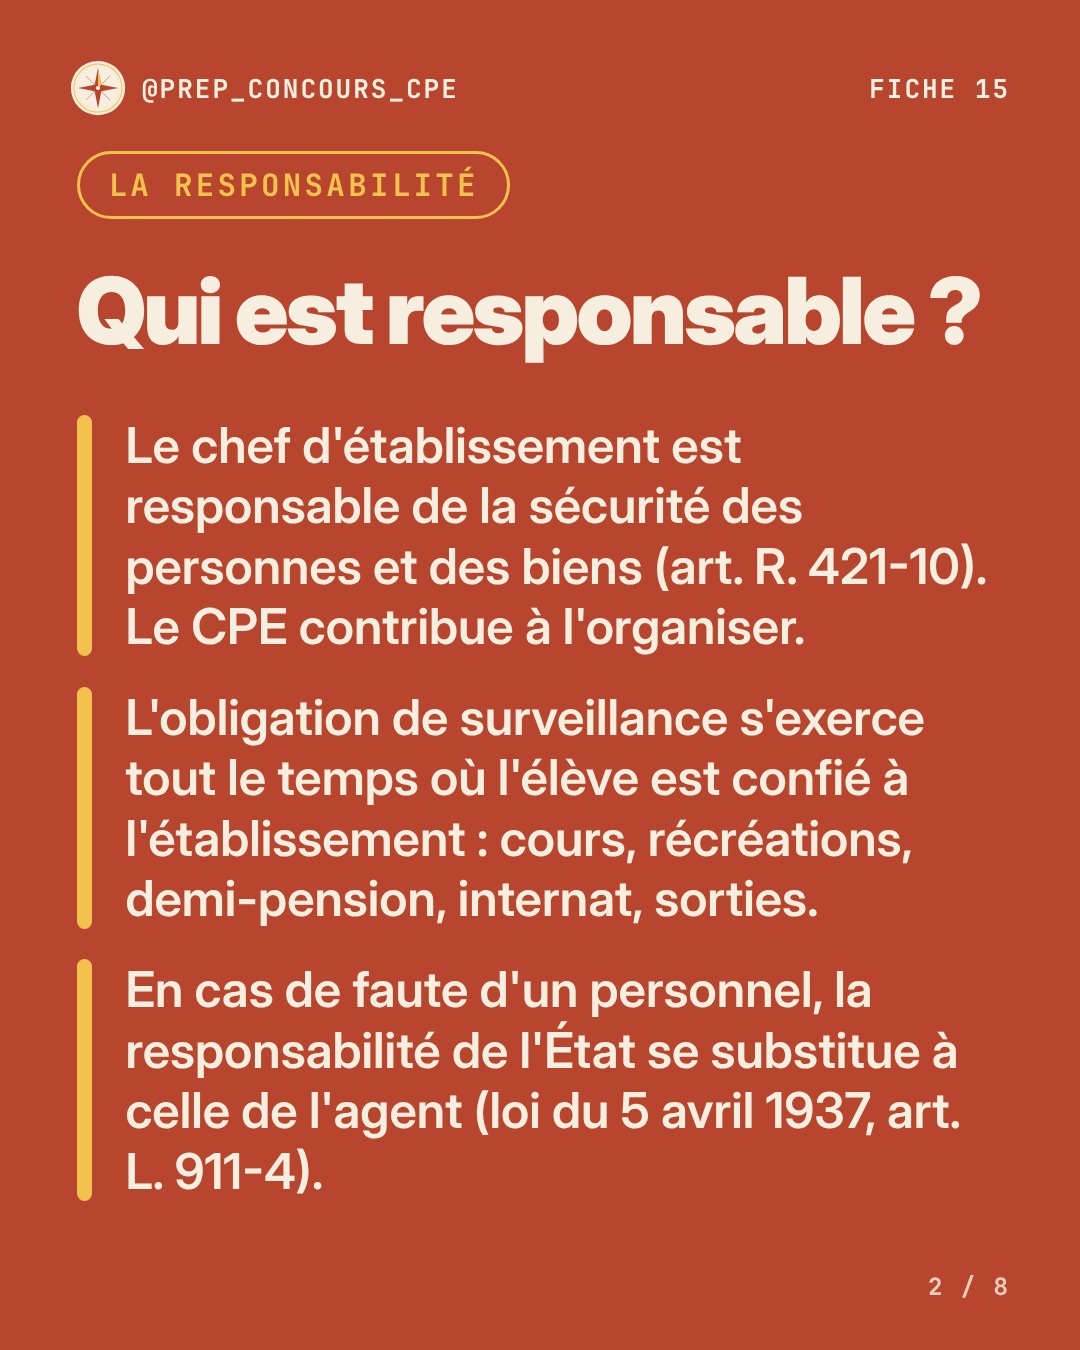 @PREP_CONCOURS_CPE
FICHE 15
LA RESPONSABILITÉ
Qui est responsable ?
Le chef d'établissement est
responsable de la sécurité des
personnes et des biens (art. R. 421-10).
Le CPE contribue à l'organiser.
L'obligation de surveillance s'exerce
tout le temps où l'élève est confié à
l'établissement : cours, récréations,
demi-pension, internat, sorties.
En cas de faute d'un personnel, la
responsabilité de l'État se substitue à
celle de l'agent (loi du 5 avril 1937, art.
L. 911-4).
2 / 8